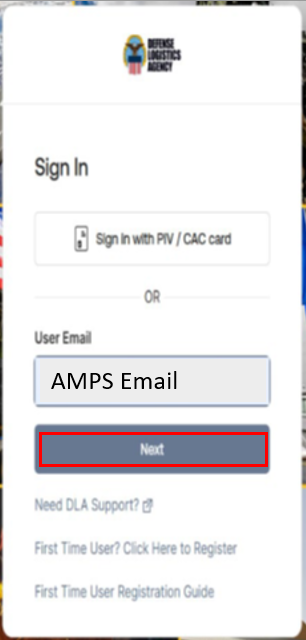 DEFENSE
LOGISTICS
AGENCY
Sign In
Sign in with PIV / CAC card
OR
User Email
AMPS Email
Next
Need DLA Support?
First Time User? Click Here to Register
First Time User Registration Guide